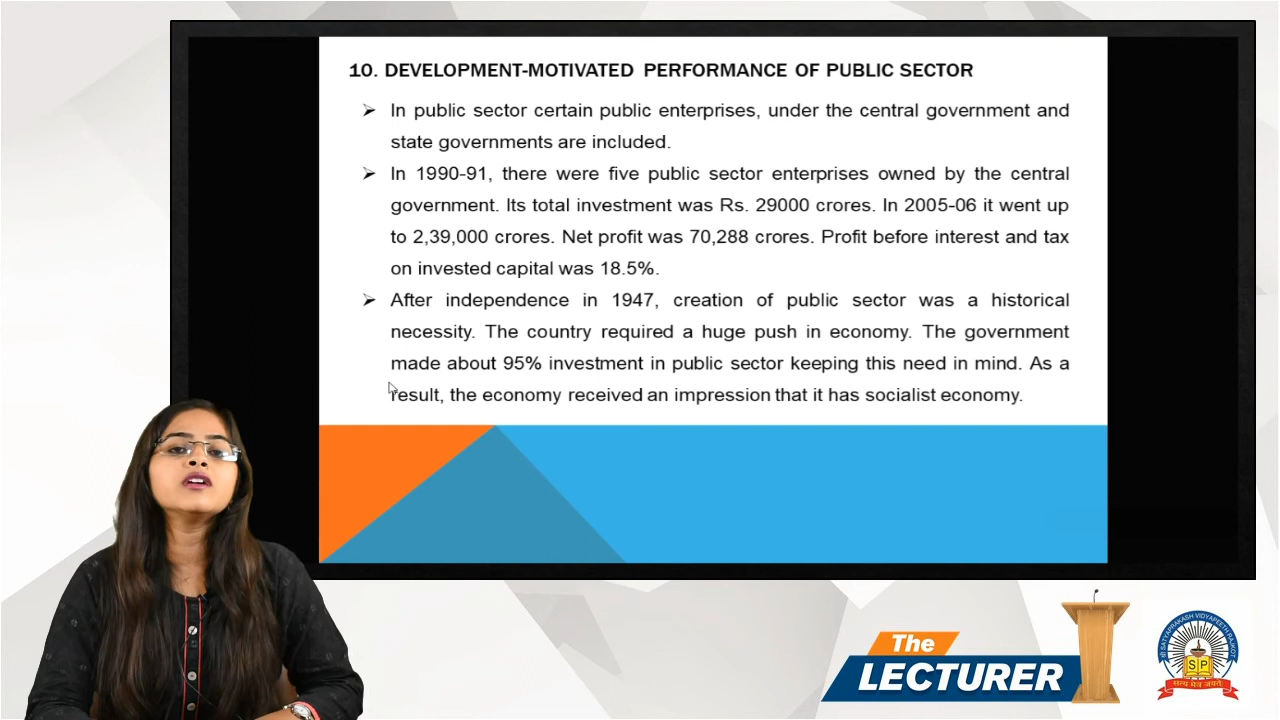 10. DEVELOPMENT-MOTIVATED PERFORMANCE OF PUBLIC SECTOR
➢ In public sector certain public enterprises, under the central government and
state governments are included.
➢ In 1990-91, there were five public sector enterprises owned by the central
government. Its total investment was Rs. 29000 crores. In 2005-06 it went up
to 2,39,000 crores. Net profit was 70,288 crores. Profit before interest and tax
on invested capital was 18.5%.
➢ After independence in 1947, creation of public sector was a historical
necessity. The country required a huge push in economy. The government
made about 95% investment in public sector keeping this need in mind. As a
result, the economy received an impression that it has socialist economy.
The
LECTURER
SATYAPRAKASH VIDYAPEETH RAJKOT
S P
सत्य मेव जयते